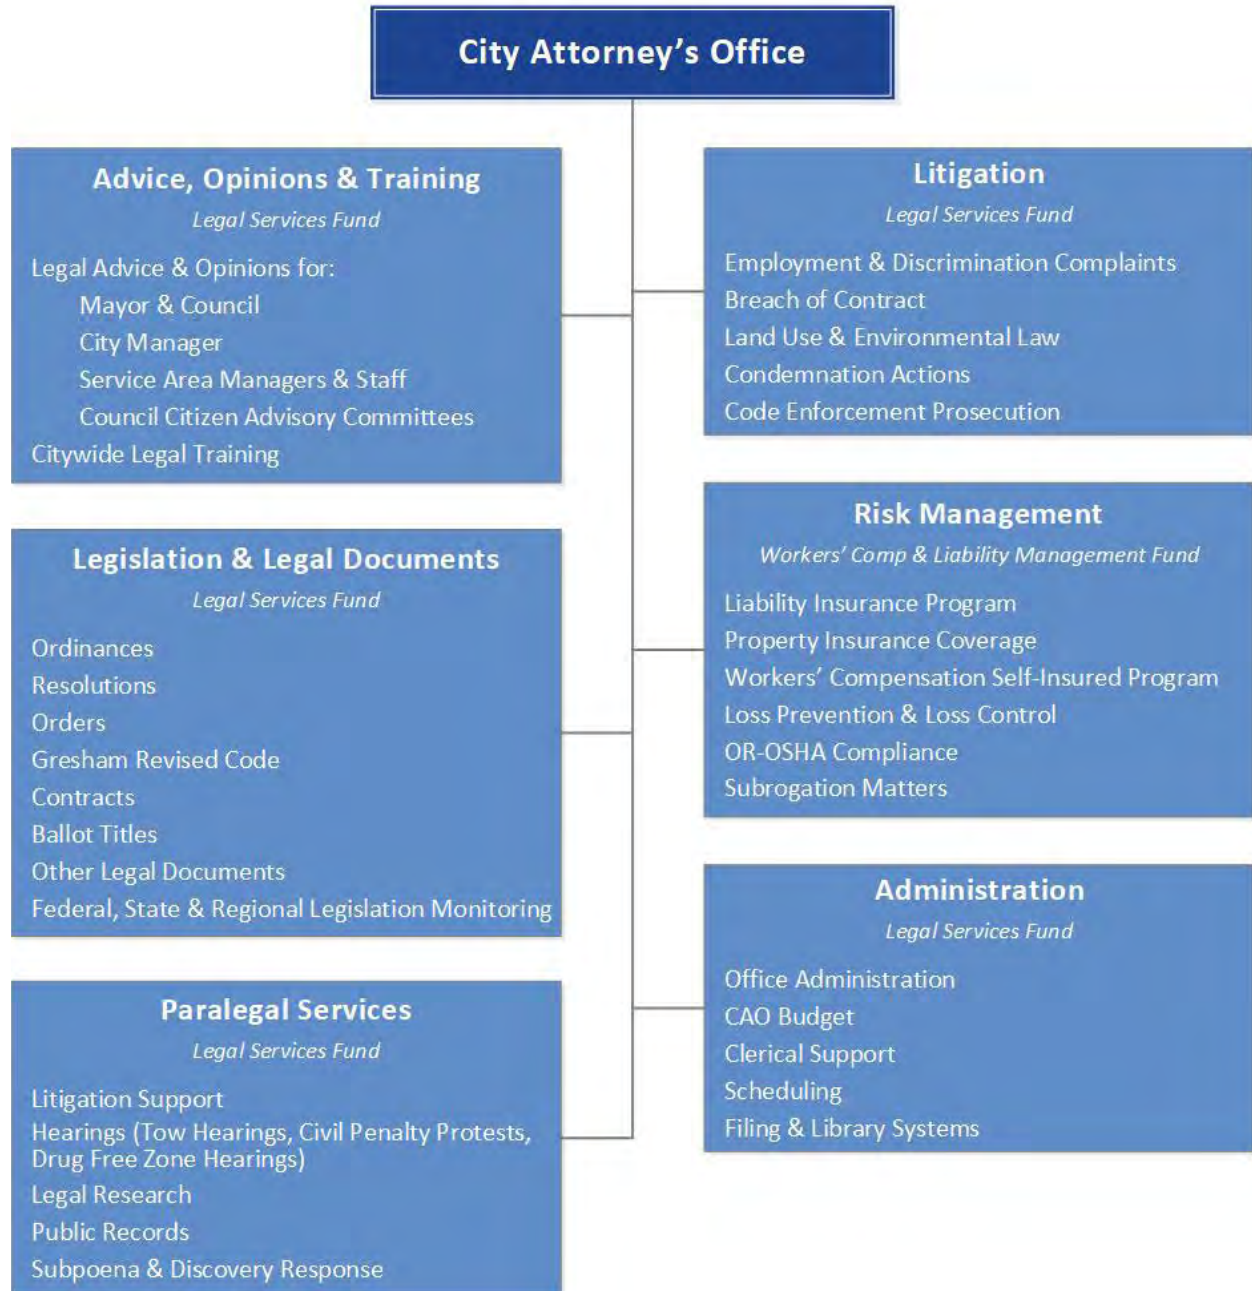 City Attorney’s Office
Advice, Opinions & Training
Legal Services Fund
Legal Advice & Opinions for:
Mayor & Council
City Manager
Service Area Managers & Staff
Council Citizen Advisory Committees
Citywide Legal Training
Legislation & Legal Documents
Legal Services Fund
Ordinances
Resolutions
Orders
Gresham Revised Code
Contracts
Ballot Titles
Other Legal Documents
Federal, State & Regional Legislation Monitoring
Paralegal Services
Legal Services Fund
Litigation Support
Hearings (Tow Hearings, Civil Penalty Protests,
Drug Free Zone Hearings)
Legal Research
Public Records
Subpoena & Discovery Response
Litigation
Legal Services Fund
Employment & Discrimination Complaints
Breach of Contract
Land Use & Environmental Law
Condemnation Actions
Code Enforcement Prosecution
Risk Management
Workers’ Comp & Liability Management Fund
Liability Insurance Program
Property Insurance Coverage
Workers’ Compensation Self-Insured Program
Loss Prevention & Loss Control
OR-OSHA Compliance
Subrogation Matters
Administration
Legal Services Fund
Office Administration
CAO Budget
Clerical Support
Scheduling
Filing & Library Systems